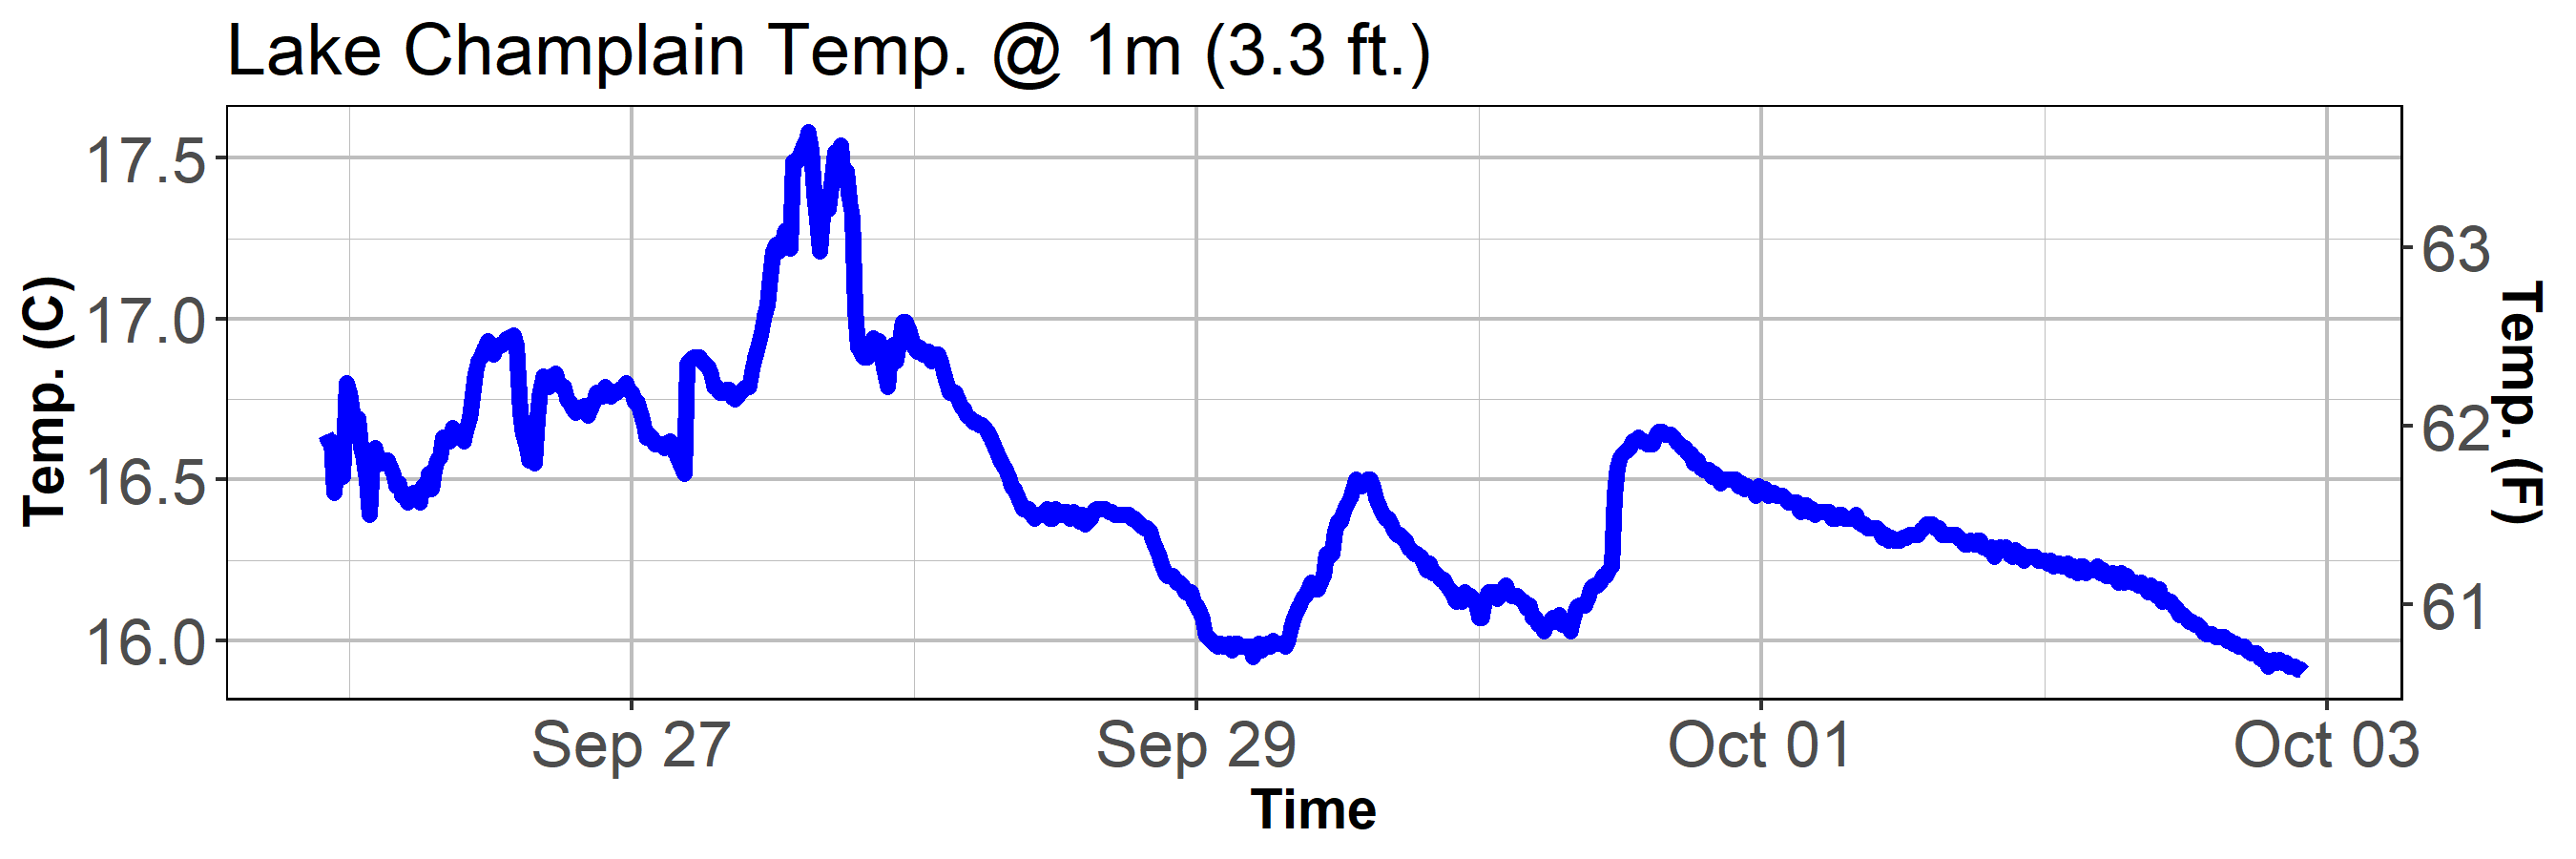 Lake Champlain Temp. @ 1m (3.3 ft.)
Temp. (C)
17.5
17.0
16.5
16.0
63
62
61
Temp. (F)
Sep 27 Sep 29 Oct 01 Oct 03
Time